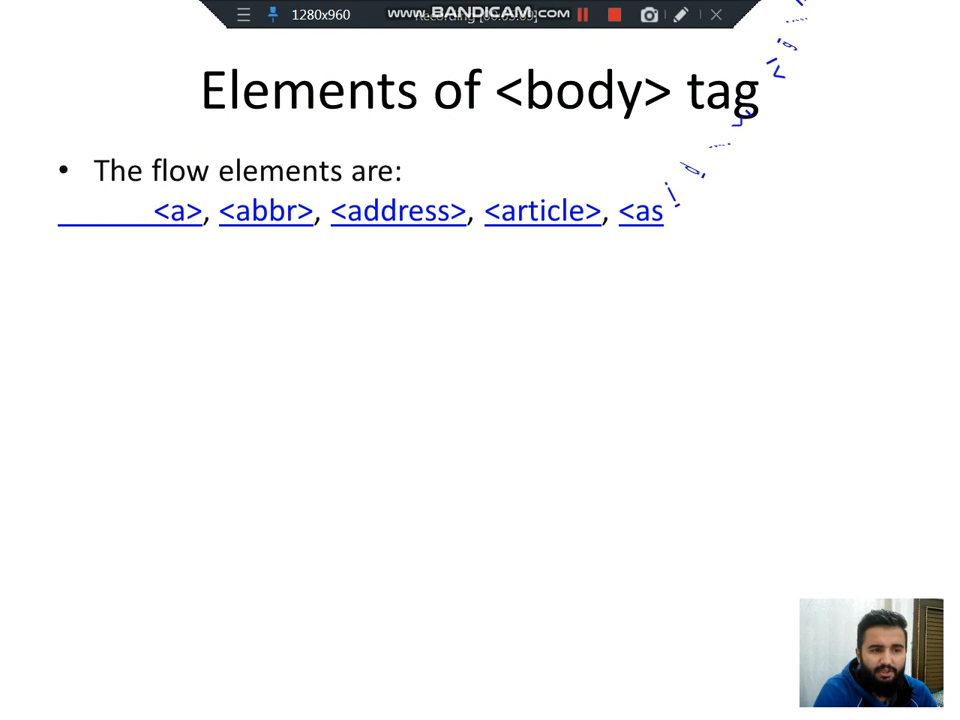 1280x960
www.BANDICAM.com
Elements of <body> tag
• The flow elements are:
<a>, <abbr>, <address>, <article>, <as